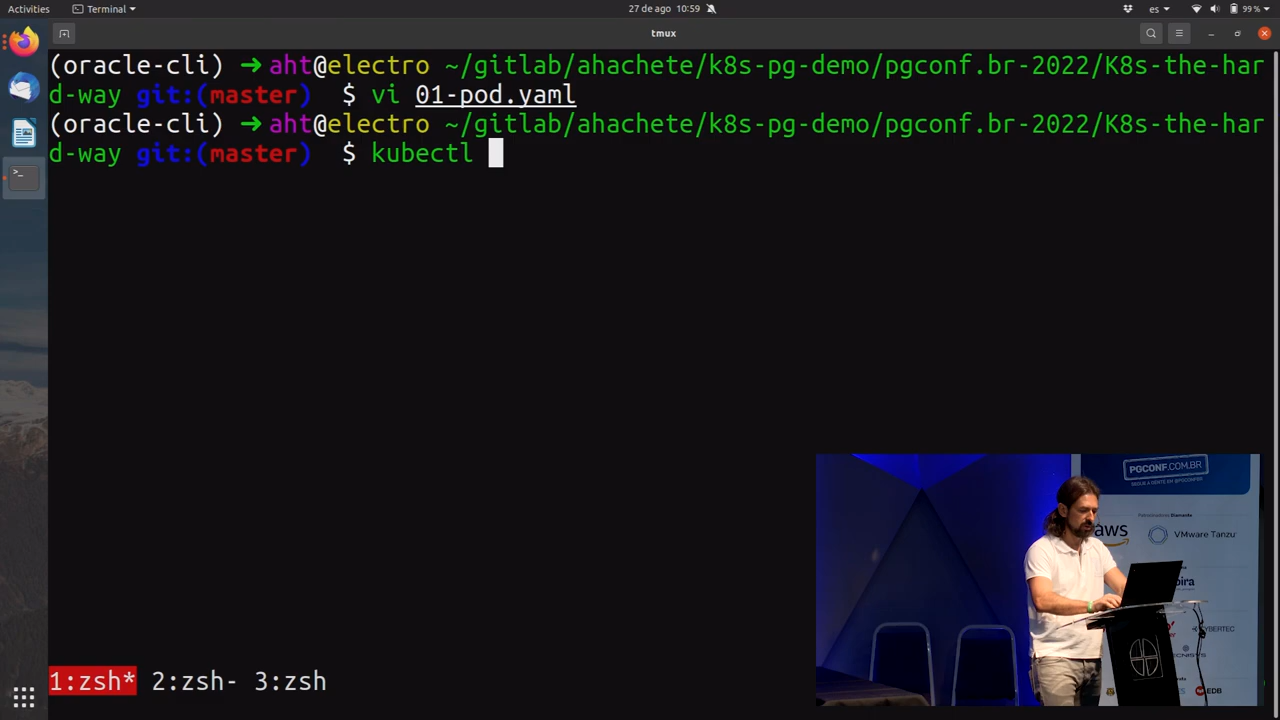 Activities
Terminal
27 de ago 10:59
es
99 %
tmux
(oracle-cli) ➜ aht@electro ~/gitlab/ahachete/k8s-pg-demo/pgconf.br-2022/K8s-the-har
d-way git:(master) $ vi 01-pod.yaml
(oracle-cli) ➜ aht@electro ~/gitlab/ahachete/k8s-pg-demo/pgconf.br-2022/K8s-the-har
d-way git:(master) $ kubectl
PGCONF.COM.BR
aws
VMware Tanzu
CYBERTEC
EDB
1:zsh* 2:zsh- 3:zsh